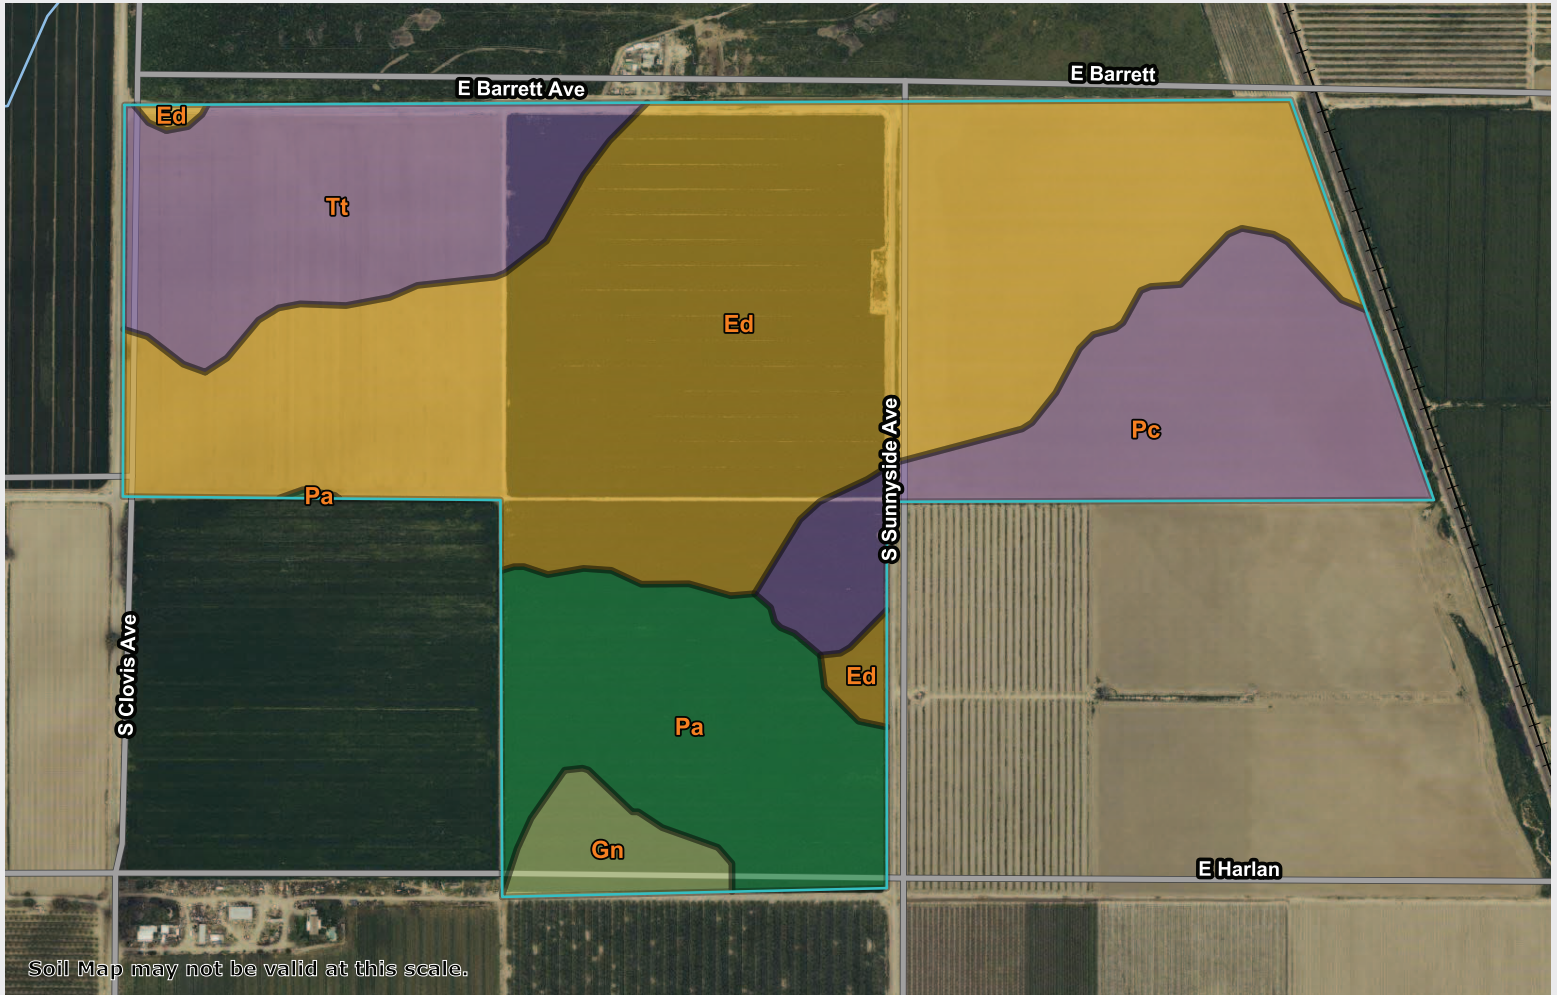 E Barrett
E Barrett Ave
Ed
Tt
Ed
Pc
S Sunnyside Ave
Pa
S Clovis Ave
Ed
Pa
Gn
E Harlan
Soil Map may not be valid at this scale.